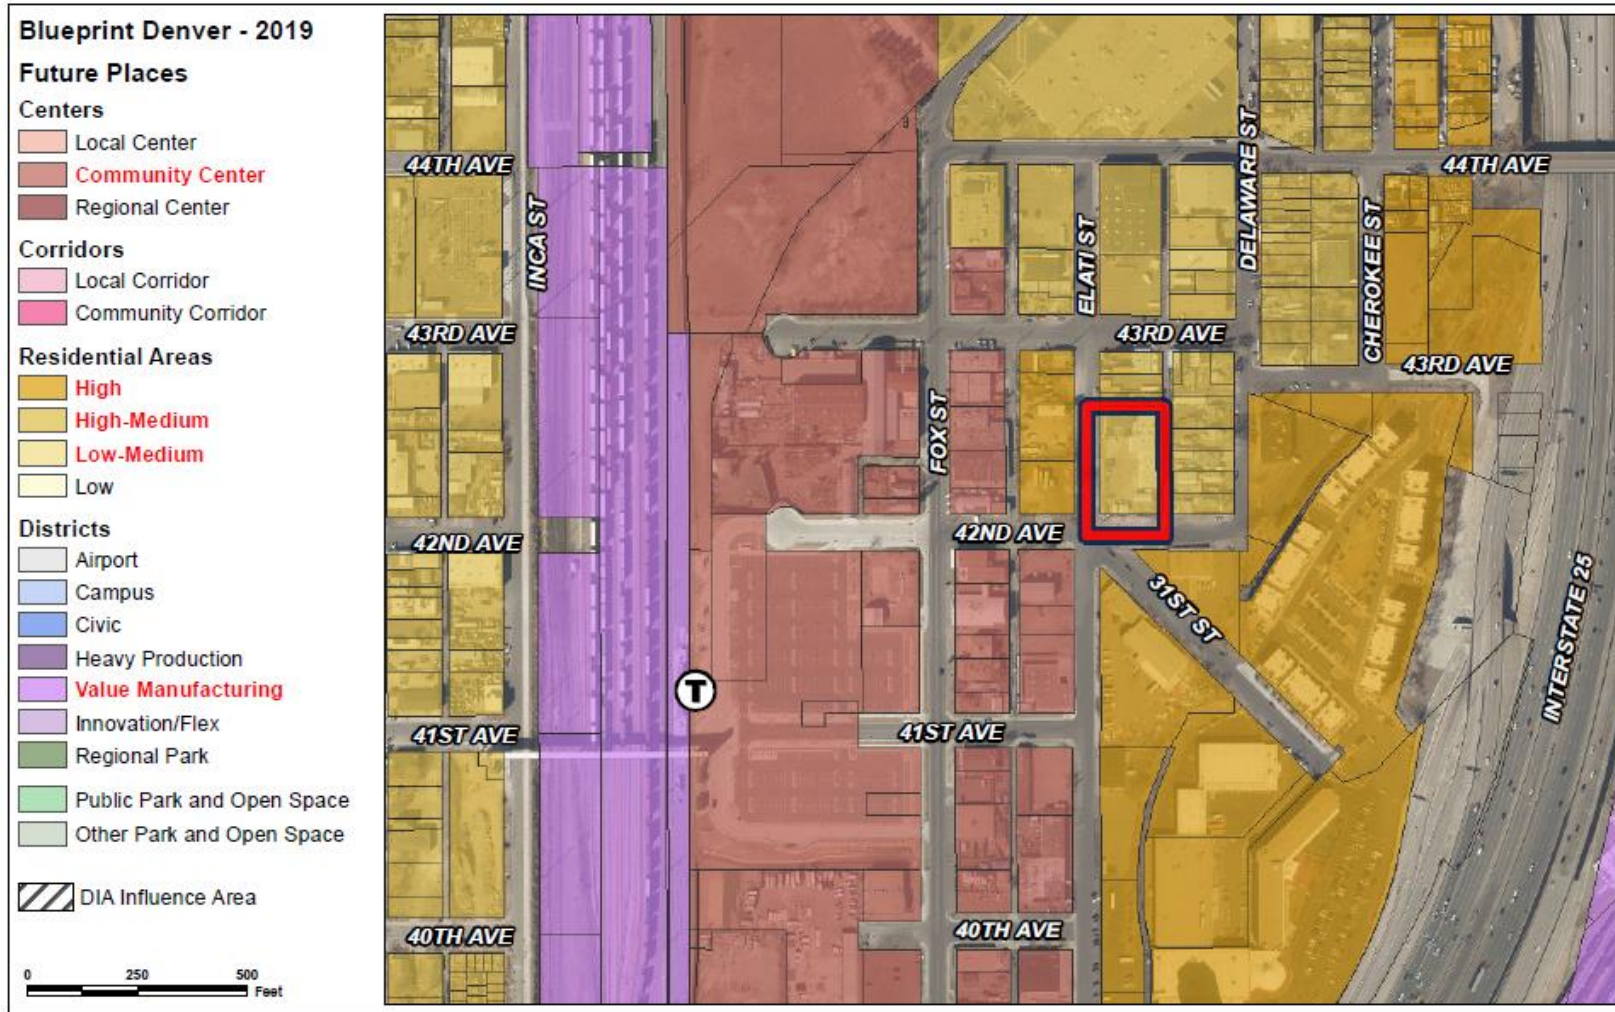 Blueprint Denver - 2019
Future Places
Centers
Local Center
Community Center
Regional Center
Corridors
Local Corridor
Community Corridor
Residential Areas
High
High-Medium
Low-Medium
Low
Districts
Airport
Campus
Civic
Heavy Production
Value Manufacturing
Innovation/Flex
Regional Park
Public Park and Open Space
Other Park and Open Space
DIA Influence Area
0 250 500
Feet
44TH AVE
44TH AVE
INCA ST
DELAWARE ST
ELATI ST
CHEROKEE ST
43RD AVE
43RD AVE
43RD AVE
FOX ST
42ND AVE
42ND AVE
31ST ST
INTERSTATE 25
T
41ST AVE
41ST AVE
40TH AVE
40TH AVE